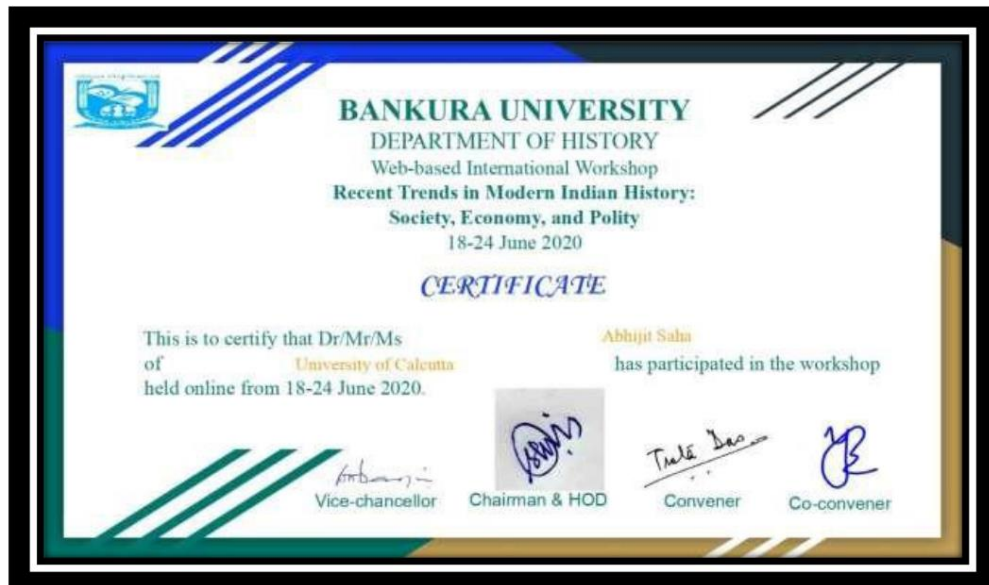 BANKURA UNIVERSITY
DEPARTMENT OF HISTORY
Web-based International Workshop
Recent Trends in Modern Indian History:
Society, Economy, and Polity
18-24 June 2020
CERTIFICATE
This is to certify that Dr/Mr/Ms Abhijit Saha
of University of Calcutta has participated in the workshop
held online from 18-24 June 2020.
Vice-chancellor Chairman & HOD Convener Co-convener